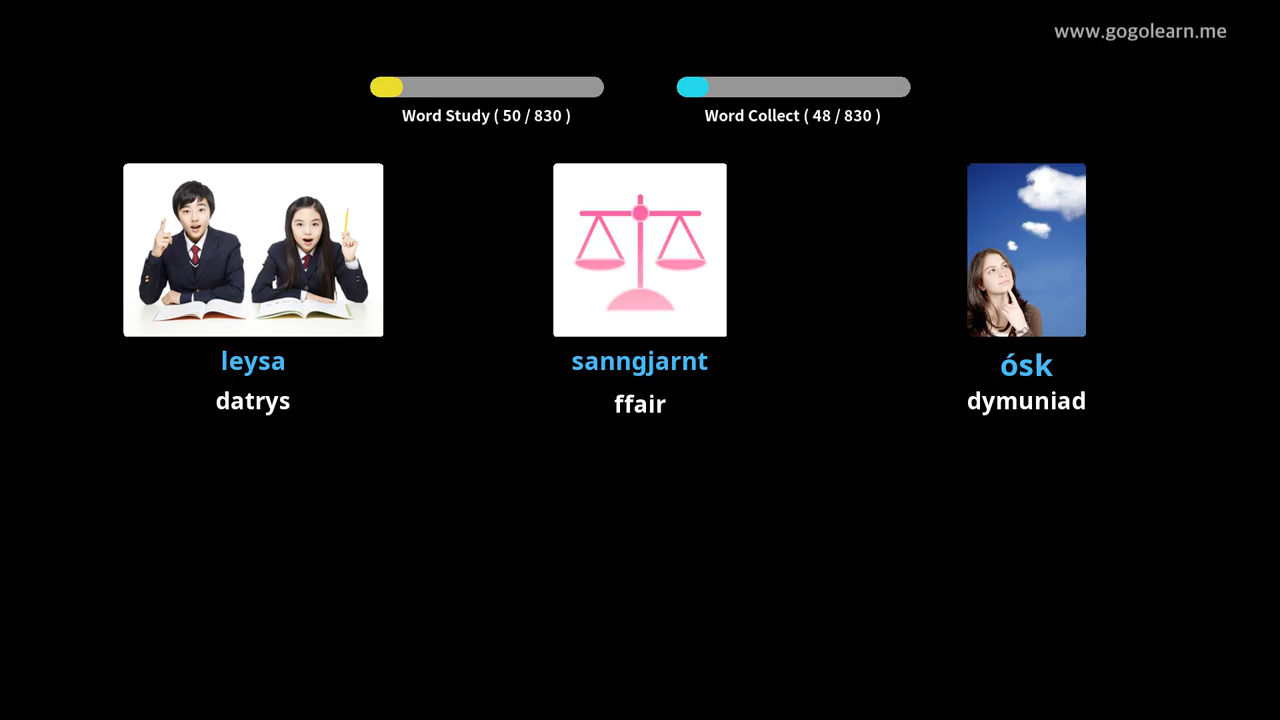 www.gogolearn.me
Word Study ( 50 / 830 )
Word Collect ( 48 / 830 )
leysa
datrys
sanngjarnt
ffair
ósk
dymuniad